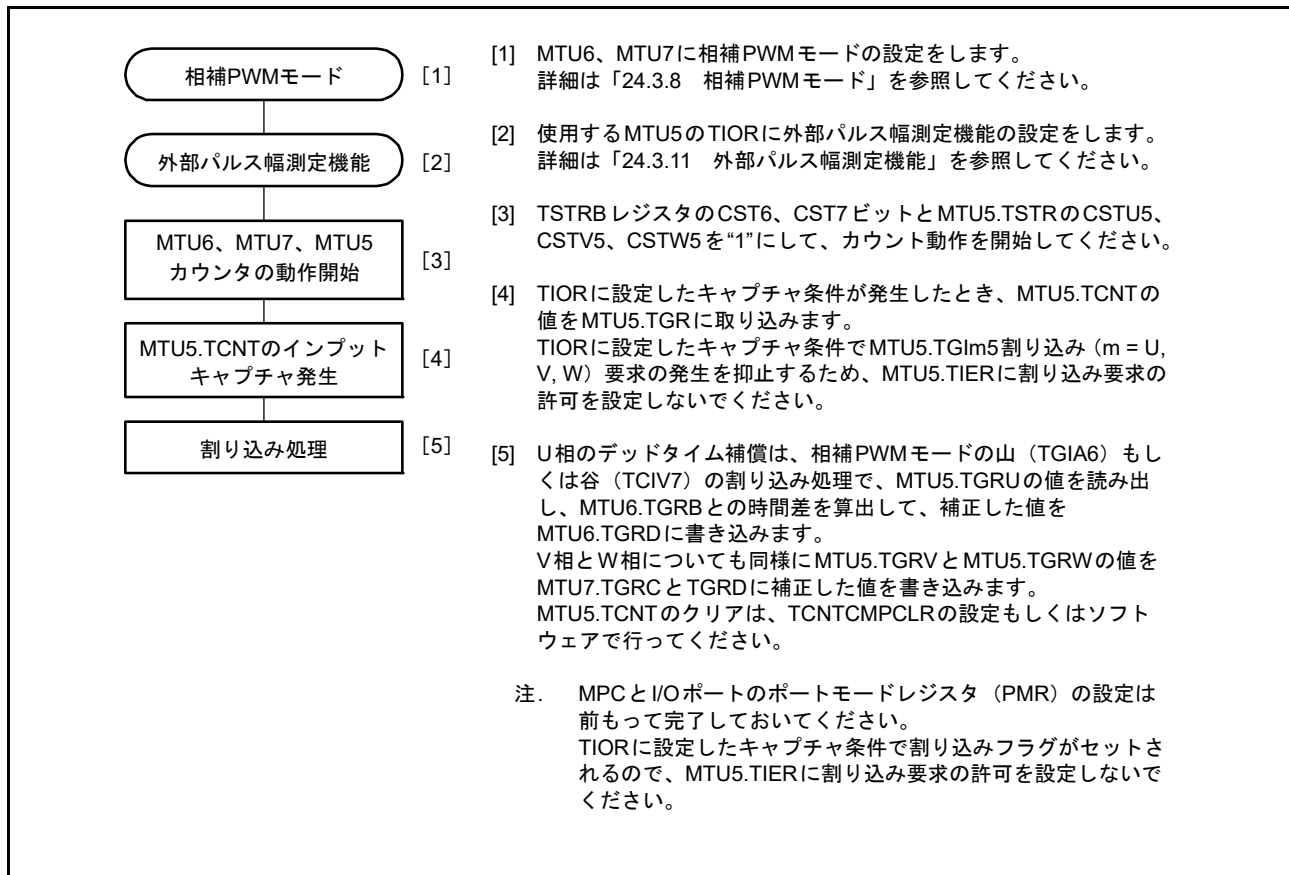 相補PWMモード
[1]
外部パルス幅測定機能
[2]
MTU6、MTU7、MTU5
カウンタの動作開始
[3]
MTU5.TCNTのインプット
キャプチャ発生
[4]
割り込み処理
[5]
[1] MTU6、MTU7に相補PWMモードの設定をします。
詳細は「24.3.8 相補PWMモード」を参照してください。
[2] 使用するMTU5のTIORに外部パルス幅測定機能の設定をします。
詳細は「24.3.11 外部パルス幅測定機能」を参照してください。
[3] TSTRBレジスタのCST6、CST7ビットとMTU5.TSTRのCSTU5、
CSTV5、CSTW5を“1”にして、カウント動作を開始してください。
[4] TIORに設定したキャプチャ条件が発生したとき、MTU5.TCNTの
値をMTU5.TGRに取り込みます。
TIORに設定したキャプチャ条件でMTU5.TGIm5割り込み（m = U,
V, W）要求の発生を抑止するため、MTU5.TIERに割り込み要求の
許可を設定しないでください。
[5] U相のデッドタイム補償は、相補PWMモードの山（TGIA6）もし
くは谷（TCIV7）の割り込み処理で、MTU5.TGRUの値を読み出
し、MTU6.TGRBとの時間差を算出して、補正した値を
MTU6.TGRDに書き込みます。
V相とW相についても同様にMTU5.TGRVとMTU5.TGRWの値を
MTU7.TGRCとTGRDに補正した値を書き込みます。
MTU5.TCNTのクリアは、TCNTCMPCLRの設定もしくはソフト
ウェアで行ってください。
注. MPCとI/Oポートのポートモードレジスタ（PMR）の設定は
前もって完了しておいてください。
TIORに設定したキャプチャ条件で割り込みフラグがセットさ
れるので、MTU5.TIERに割り込み要求の許可を設定しないで
ください。